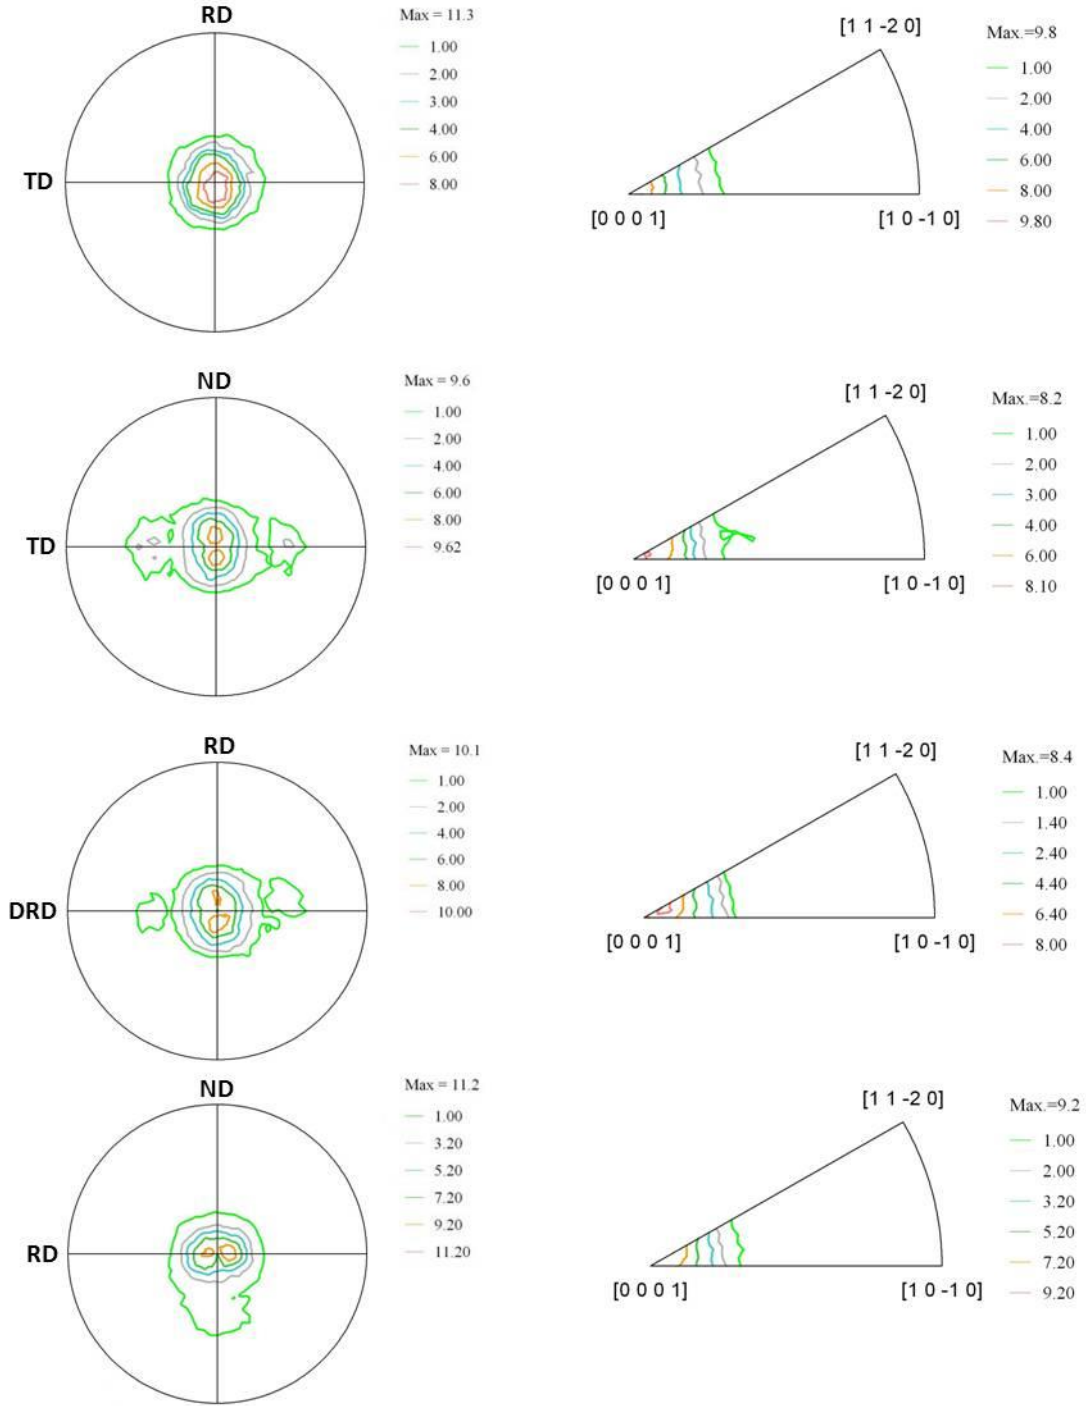 RD
Max = 11.3
1.00
2.00
3.00
4.00
6.00
8.00
TD
[1 1 -2 0]
Max.=9.8
1.00
2.00
4.00
6.00
8.00
9.80
[0 0 0 1]
[1 0 -1 0]
ND
Max = 9.6
1.00
2.00
4.00
6.00
8.00
9.62
TD
[1 1 -2 0]
Max.=8.2
1.00
2.00
3.00
4.00
6.00
8.10
[0 0 0 1]
[1 0 -1 0]
RD
Max = 10.1
1.00
2.00
4.00
6.00
8.00
10.00
DRD
[1 1 -2 0]
Max.=8.4
1.00
1.40
2.40
4.40
6.40
8.00
[0 0 0 1]
[1 0 -1 0]
ND
Max = 11.2
1.00
3.20
5.20
7.20
9.20
11.20
RD
[1 1 -2 0]
Max.=9.2
1.00
2.00
3.20
5.20
7.20
9.20
[0 0 0 1]
[1 0 -1 0]